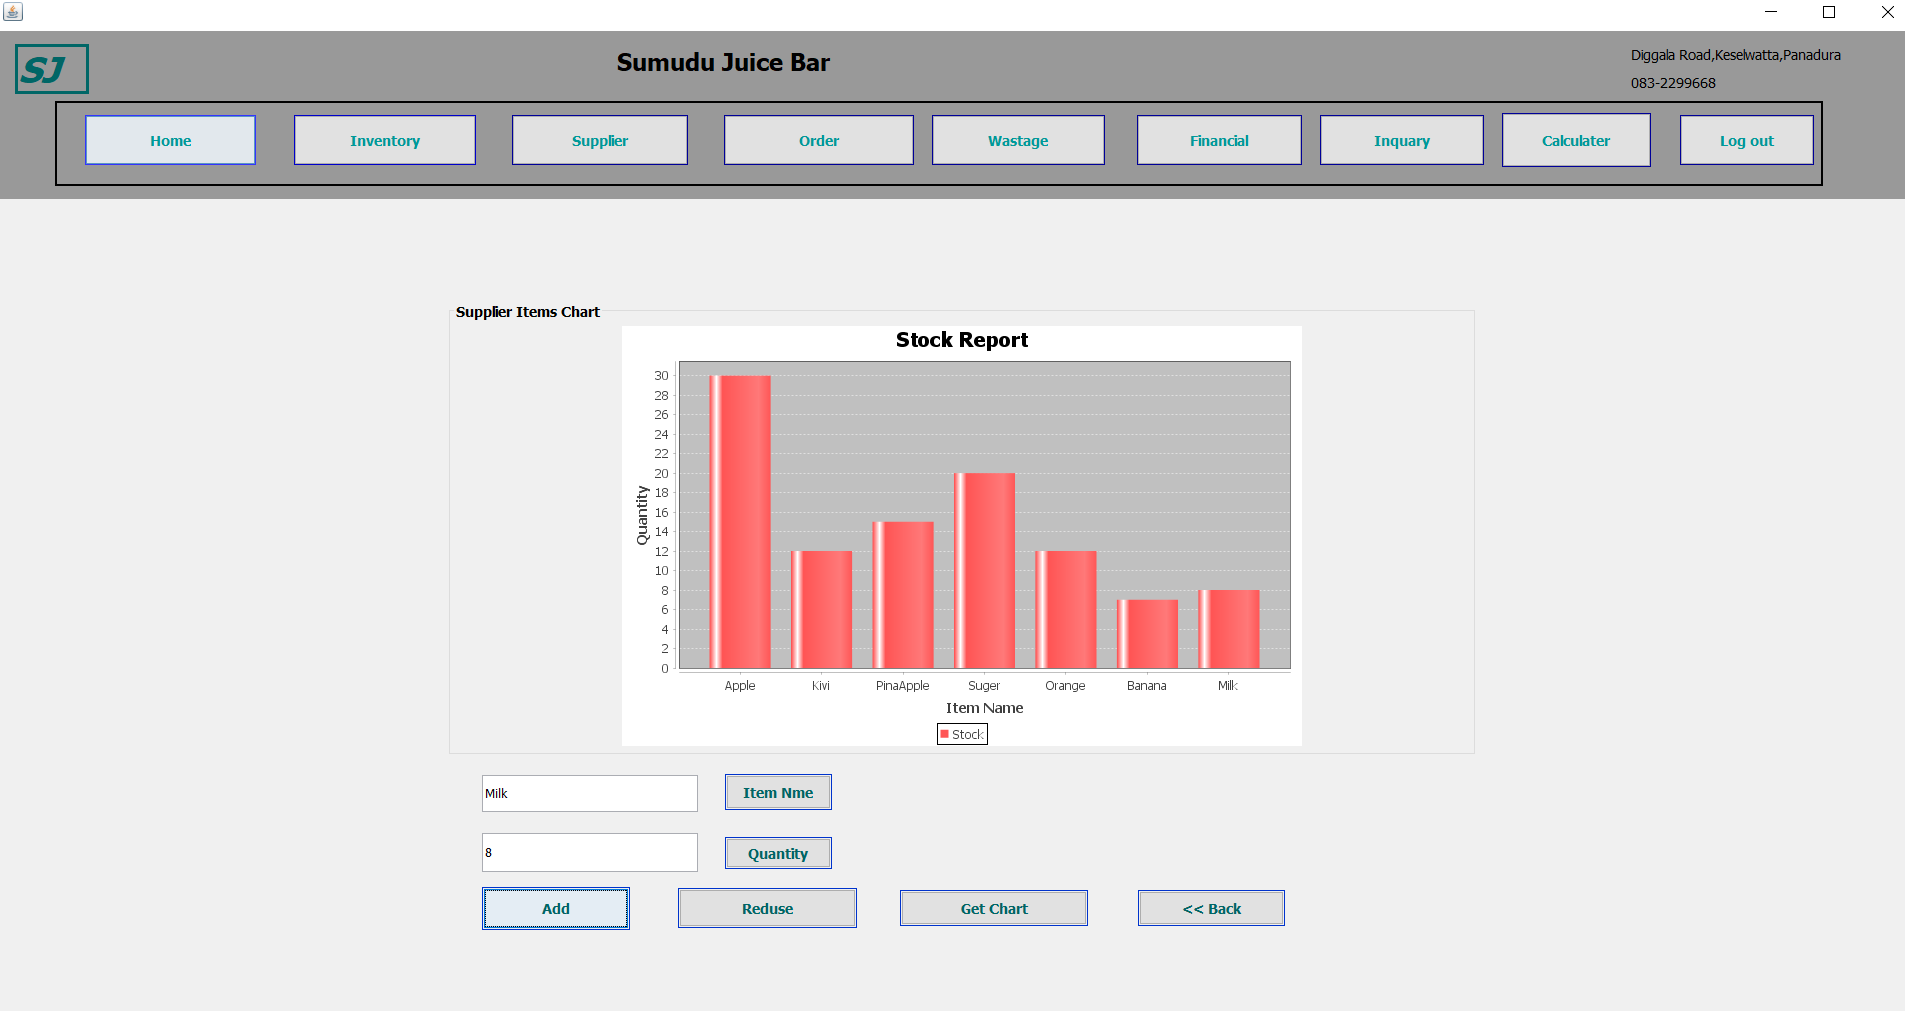 SJ
Sumudu Juice Bar
Diggala Road,Keselwatta,Panadura
083-2299668
Home Inventory Supplier Order Wastage Financial Inquary Calculater Log out
Supplier Items Chart
Stock Report
30
28
26
24
22
20
18
16
14
12
10
8
6
4
2
0
Quantity
Apple Kivi PinaApple Suger Orange Banana Milk
Item Name
Stock
Milk Item Nme
8 Quantity
Add Reduse Get Chart << Back